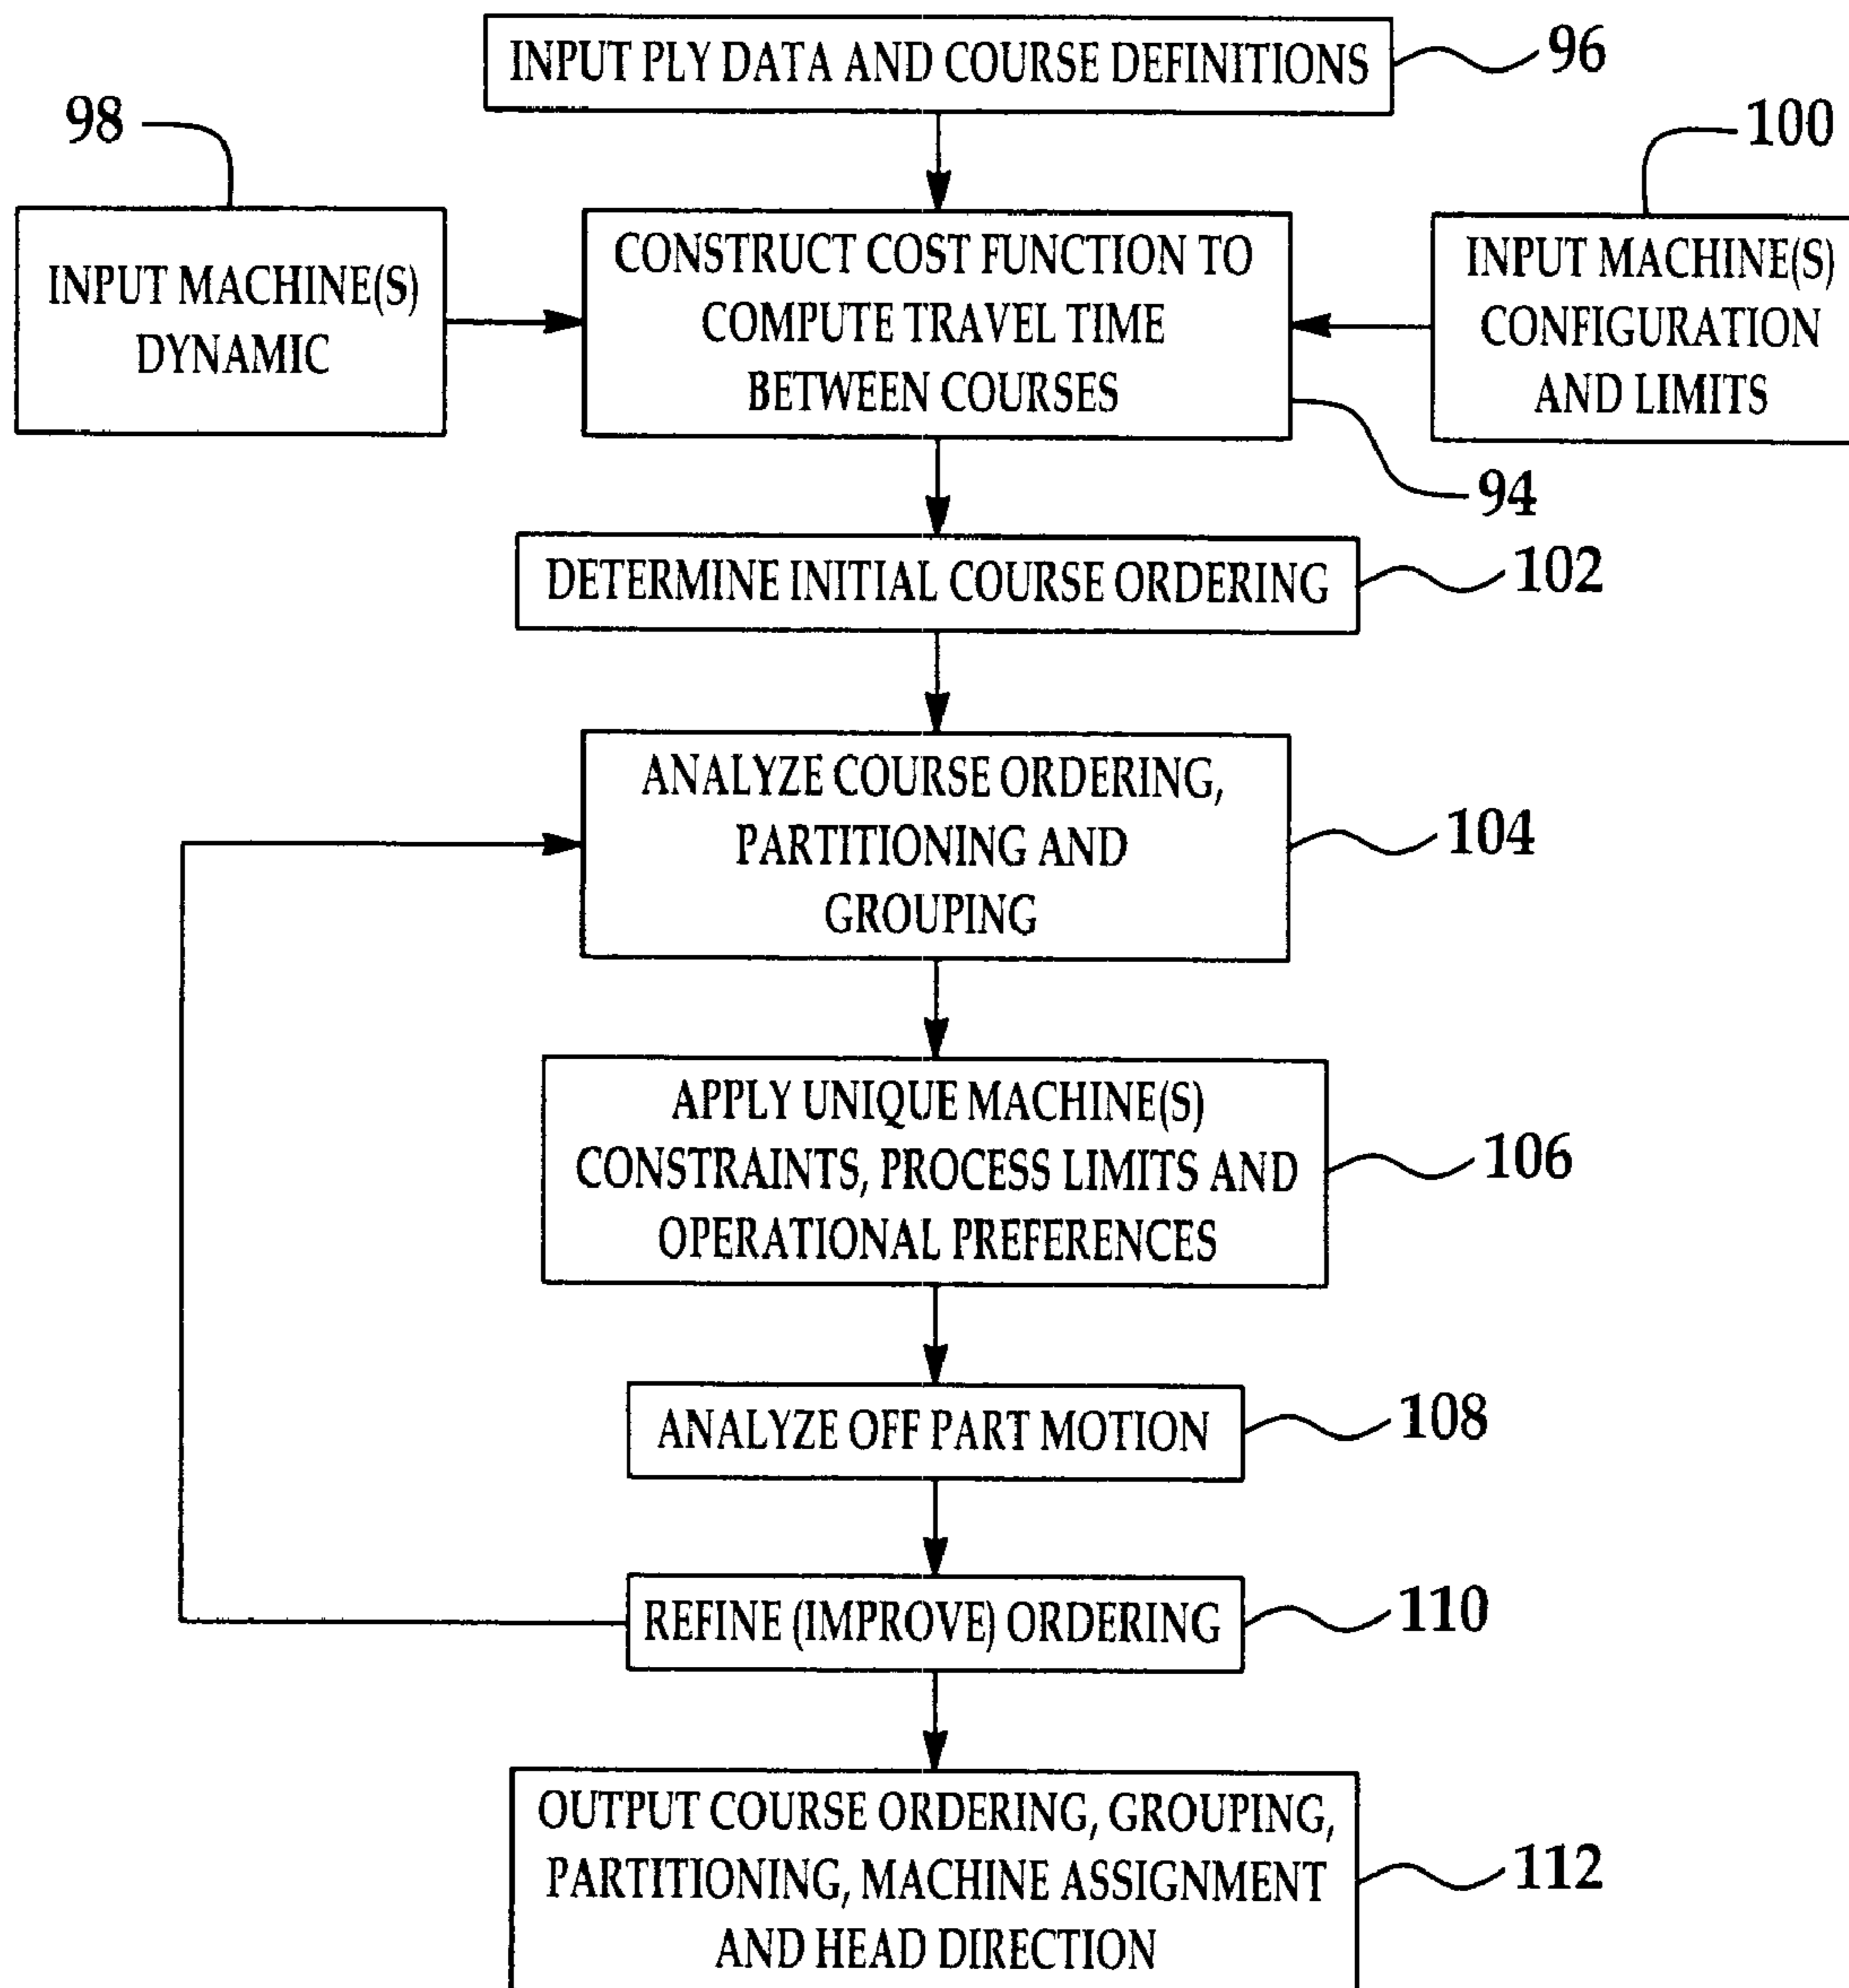 INPUT PLY DATA AND COURSE DEFINITIONS
96
98
100
INPUT MACHINE(S)
DYNAMIC
CONSTRUCT COST FUNCTION TO
COMPUTE TRAVEL TIME
BETWEEN COURSES
INPUT MACHINE(S)
CONFIGURATION
AND LIMITS
94
DETERMINE INITIAL COURSE ORDERING
102
ANALYZE COURSE ORDERING,
PARTITIONING AND
GROUPING
104
APPLY UNIQUE MACHINE(S)
CONSTRAINTS, PROCESS LIMITS AND
OPERATIONAL PREFERENCES
106
ANALYZE OFF PART MOTION
108
REFINE (IMPROVE) ORDERING
110
OUTPUT COURSE ORDERING, GROUPING,
PARTITIONING, MACHINE ASSIGNMENT
AND HEAD DIRECTION
112